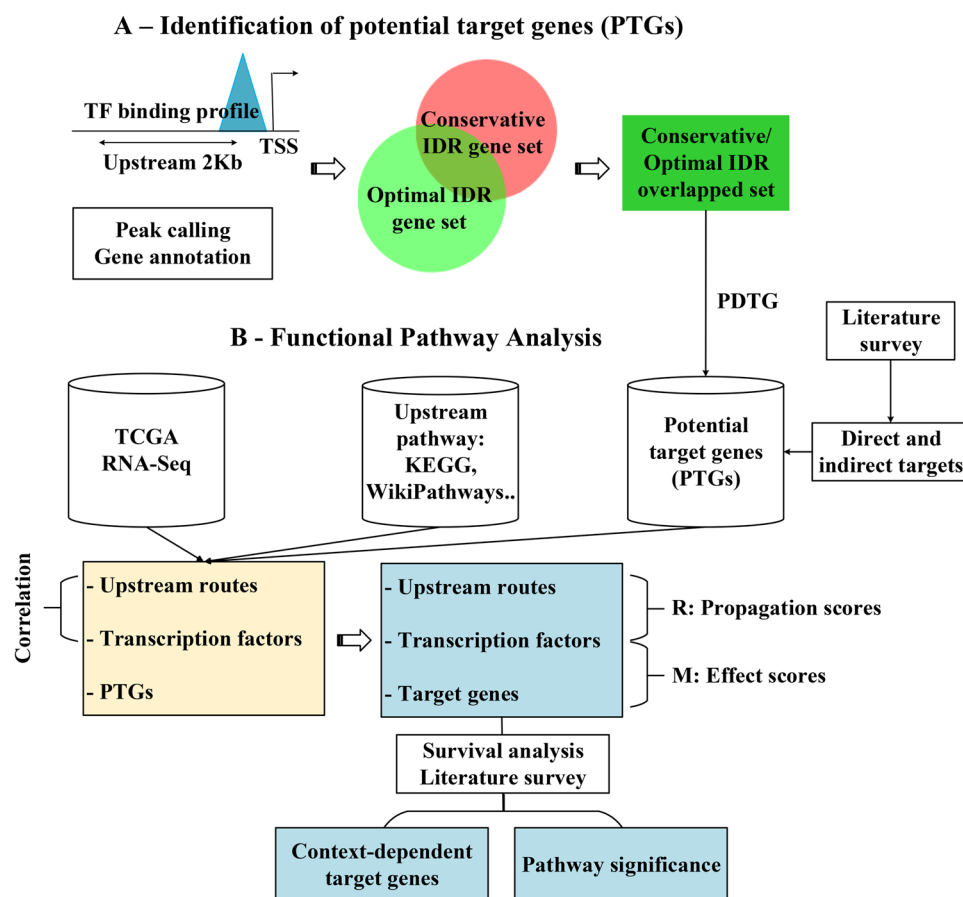 A – Identification of potential target genes (PTGs)
TF binding profile
TSS
Upstream 2Kb
Peak calling
Gene annotation
Conservative
IDR gene set
Optimal IDR
gene set
Conservative/
Optimal IDR
overlapped set
PDTG
Literature
survey
Direct and
indirect targets
B - Functional Pathway Analysis
TCGA
RNA-Seq
Upstream
pathway:
KEGG,
WikiPathways..
Potential
target genes
(PTGs)
Correlation
- Upstream routes
- Transcription factors
- PTGs
- Upstream routes
- Transcription factors
- Target genes
R: Propagation scores
M: Effect scores
Survival analysis
Literature survey
Context-dependent
target genes
Pathway significance